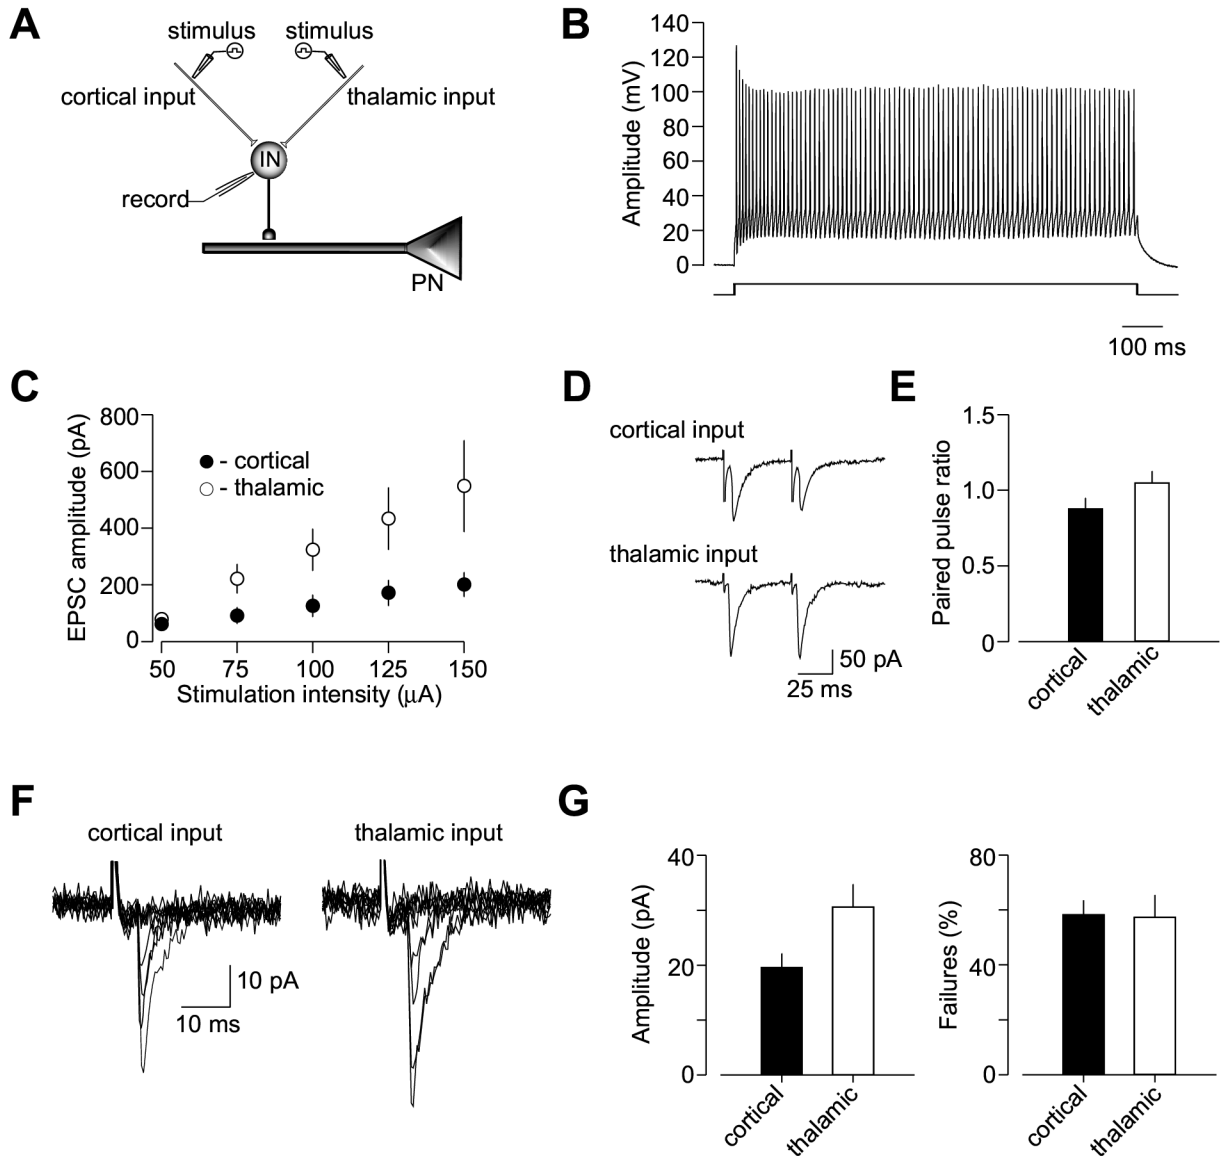 A
stimulus
stimulus
cortical input
thalamic input
IN
record
PN
B
140
120
100
80
60
40
20
0
Amplitude (mV)
100 ms
C
800
600
400
200
0
EPSC amplitude (pA)
- cortical
- thalamic
50 75 100 125 150
Stimulation intensity (μA)
D
cortical input
thalamic input
50 pA
25 ms
E
1.5
1.0
0.5
0
Paired pulse ratio
cortical
thalamic
F
cortical input
thalamic input
10 pA
10 ms
G
40
20
0
Amplitude (pA)
cortical
thalamic
80
40
0
Failures (%)
cortical
thalamic